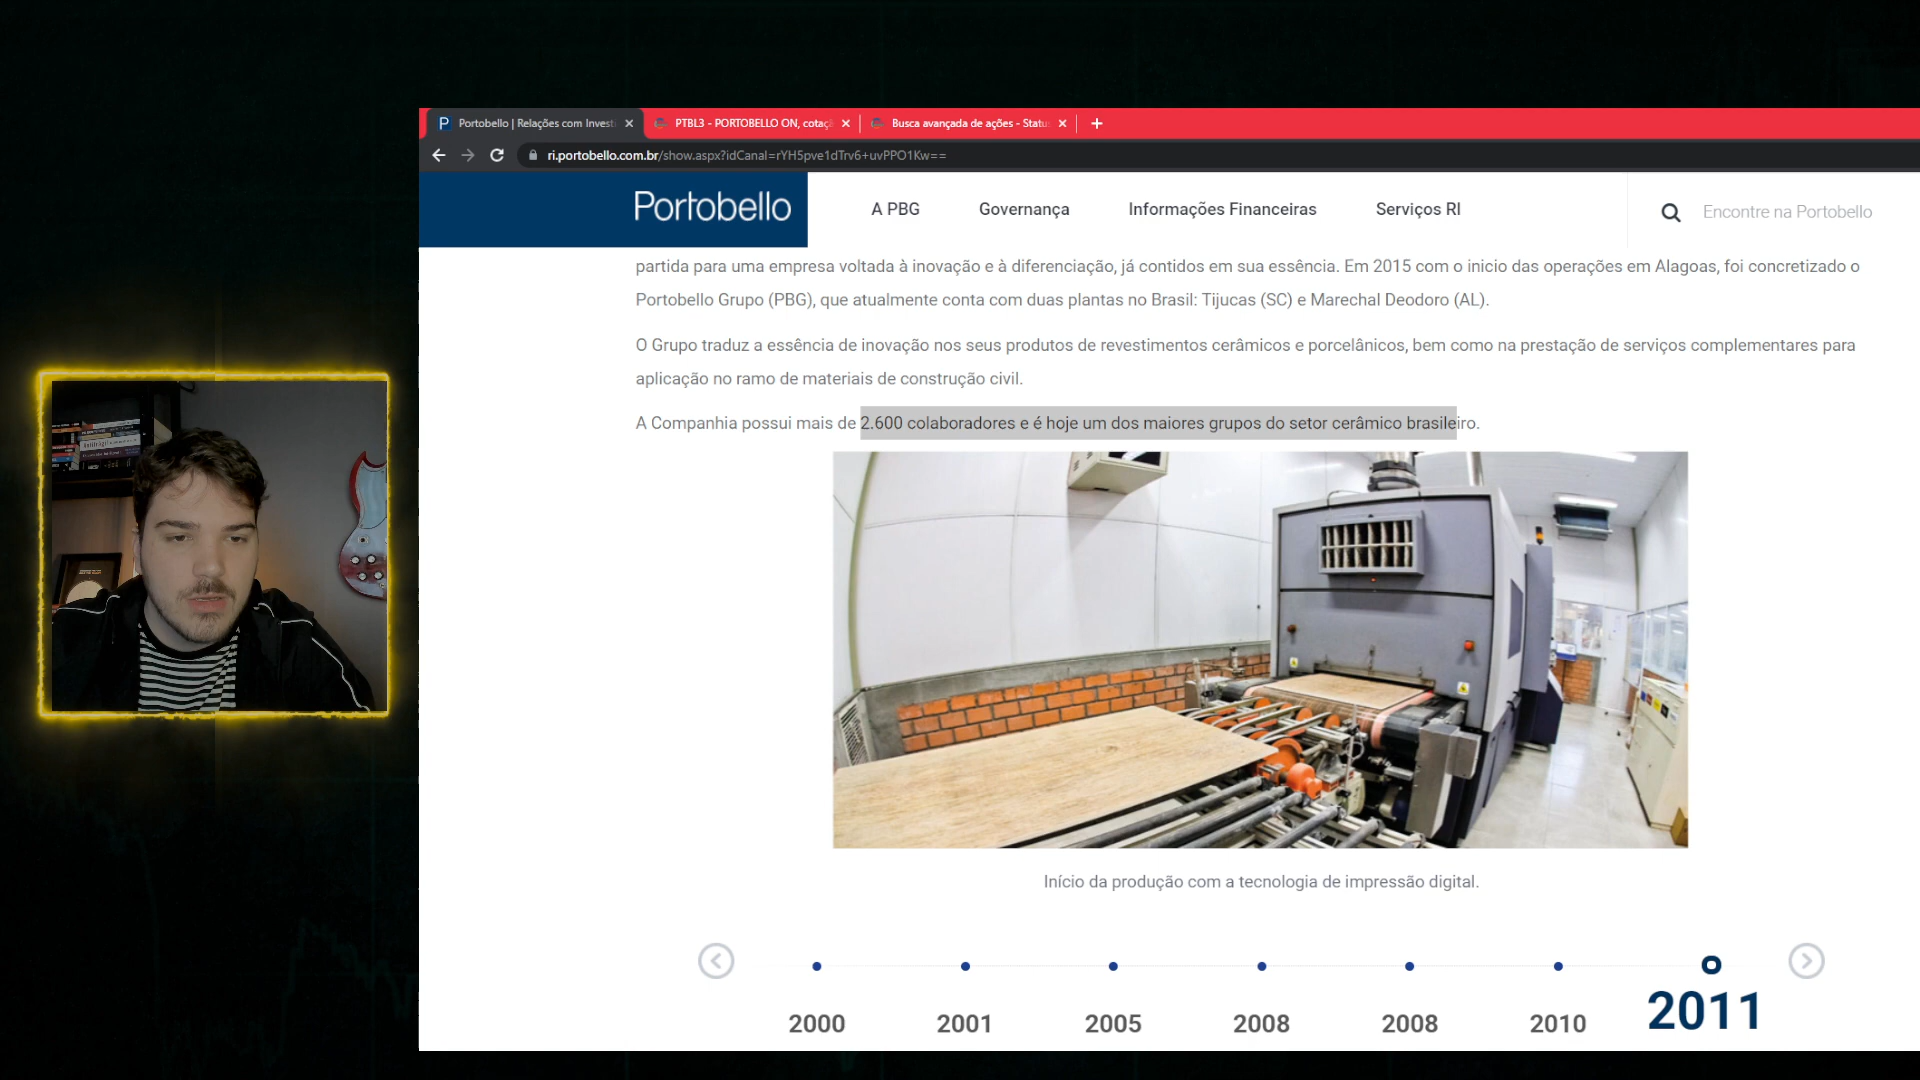 Portobello | Relações com Invest
PTBL3 - PORTOBELLO ON, cotaç
Busca avançada de ações - Statu
ri.portobello.com.br/show.aspx?idCanal=rYH5pve1dTrv6+uvPPO1Kw==
Portobello
A PBG
Governança
Informações Financeiras
Serviços RI
Encontre na Portobello
partida para uma empresa voltada à inovação e à diferenciação, já contidos em sua essência. Em 2015 com o inicio das operações em Alagoas, foi concretizado o
Portobello Grupo (PBG), que atualmente conta com duas plantas no Brasil: Tijucas (SC) e Marechal Deodoro (AL).
O Grupo traduz a essência de inovação nos seus produtos de revestimentos cerâmicos e porcelânicos, bem como na prestação de serviços complementares para
aplicação no ramo de materiais de construção civil.
A Companhia possui mais de 2.600 colaboradores e é hoje um dos maiores grupos do setor cerâmico brasileiro.
Início da produção com a tecnologia de impressão digital.
2000
2001
2005
2008
2008
2010
2011